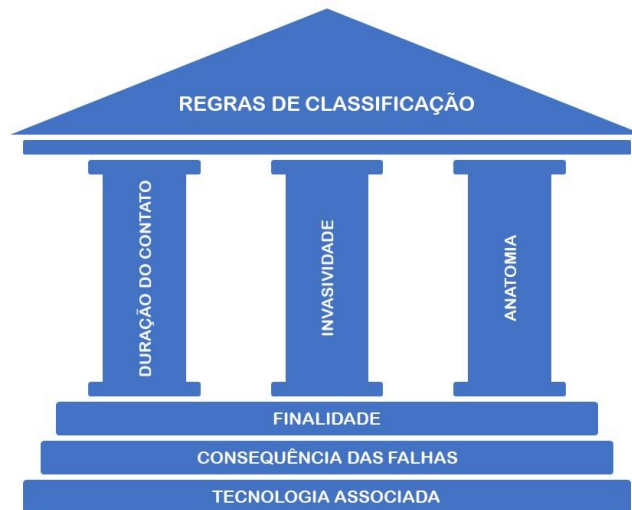 REGRAS DE CLASSIFICAÇÃO
DURAÇÃO DO CONTATO
INVASIVIDADE
ANATOMIA
FINALIDADE
CONSEQUÊNCIA DAS FALHAS
TECNOLOGIA ASSOCIADA